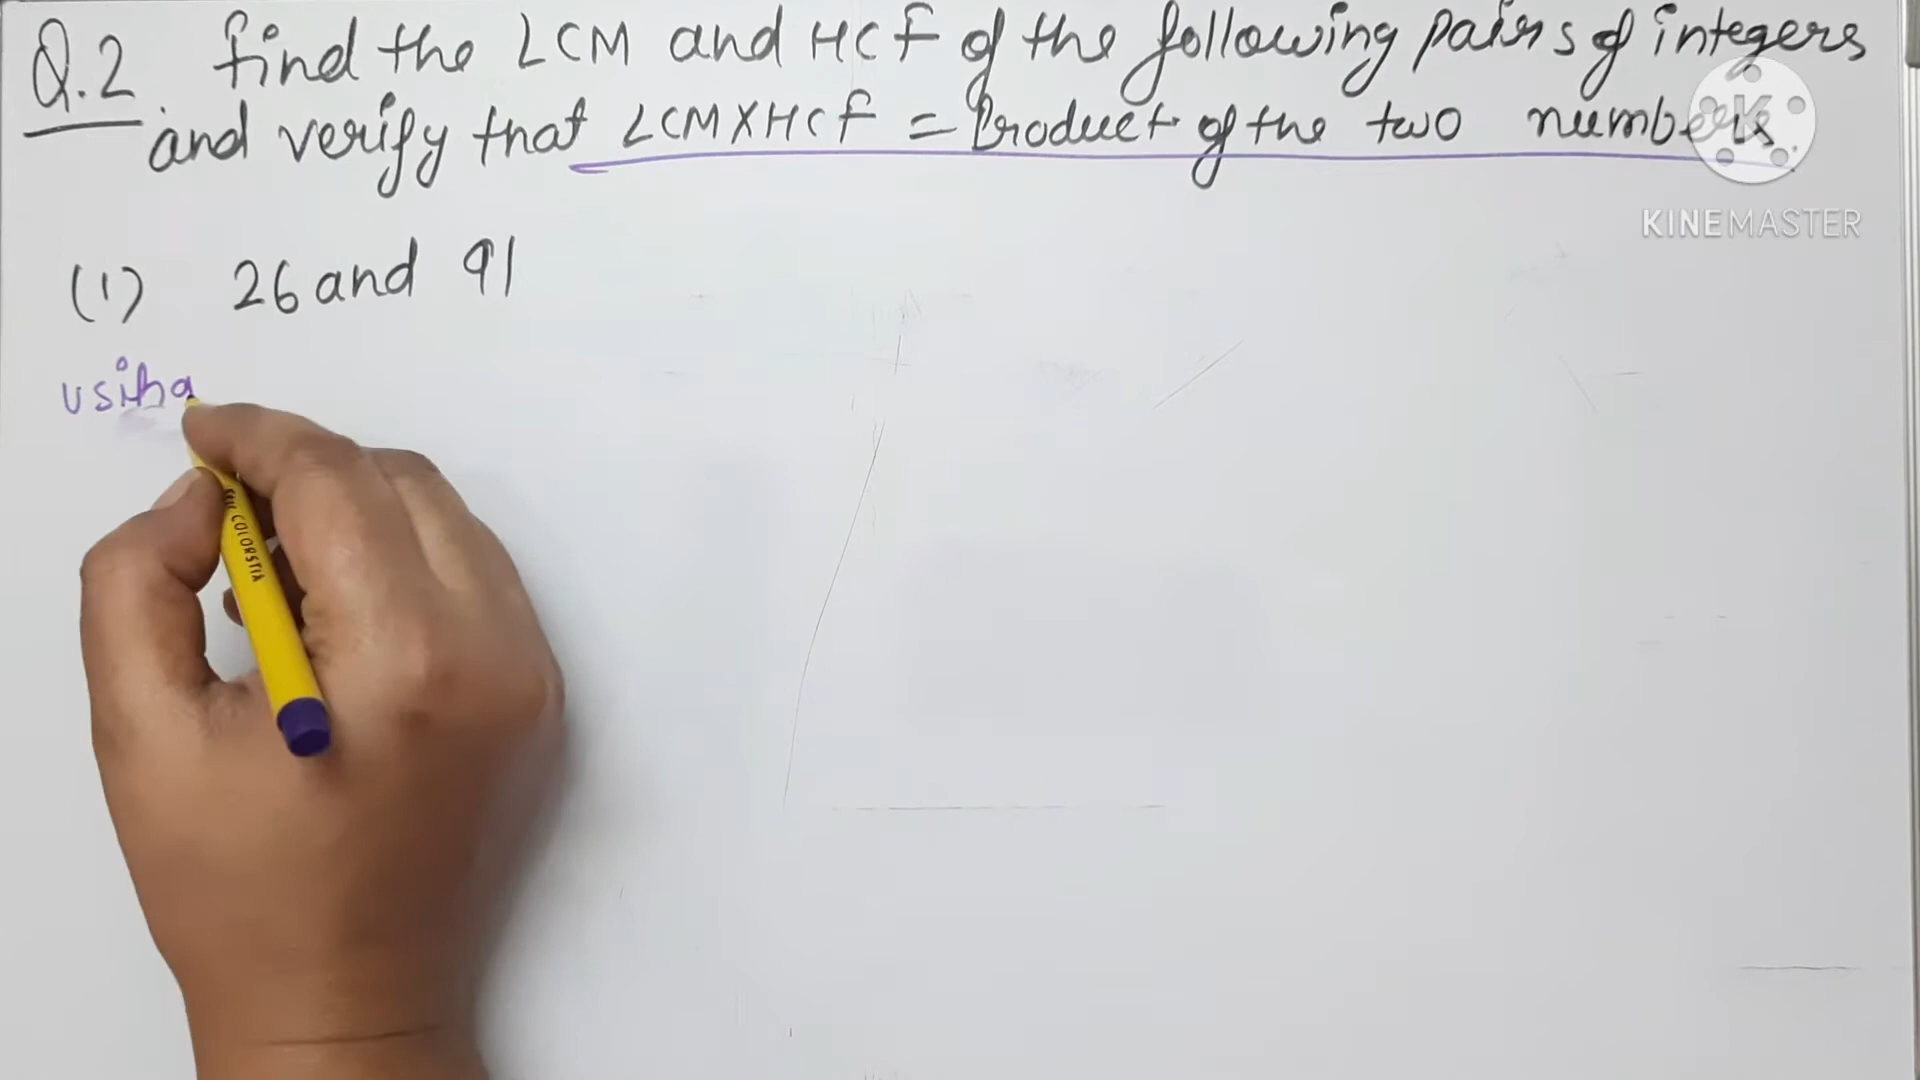 Q.2 find the LCM and HCF of the following pairs of integers
and verify that LCM X HCF = Product of the two numbers.
KINEMASTER
(1) 26 and 91
using
COLORSTIX